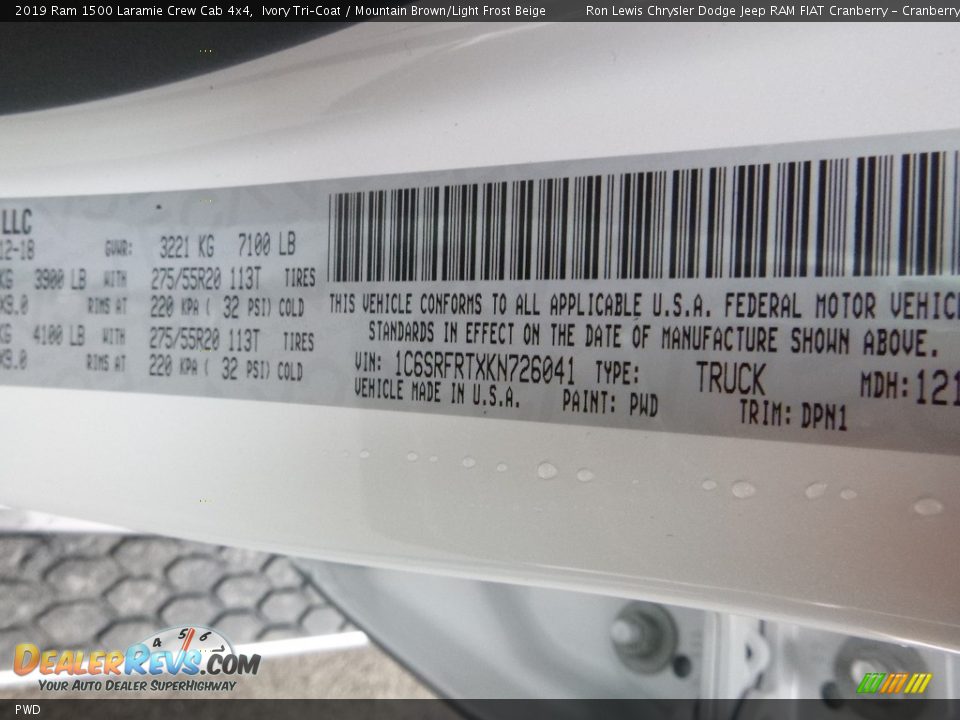 2019 Ram 1500 Laramie Crew Cab 4x4, Ivory Tri-Coat / Mountain Brown/Light Frost Beige Ron Lewis Chrysler Dodge Jeep RAM FIAT Cranberry – Cranberry
LLC
12-18 GVWR: 3221 KG 7100 LB
KG 3900 LB WITH 275/55R20 113T TIRES
X9.0 RIMS AT 220 KPA ( 32 PSI) COLD
KG 4100 LB WITH 275/55R20 113T TIRES
X9.0 RIMS AT 220 KPA ( 32 PSI) COLD
THIS VEHICLE CONFORMS TO ALL APPLICABLE U.S.A. FEDERAL MOTOR VEHIC
STANDARDS IN EFFECT ON THE DATE OF MANUFACTURE SHOWN ABOVE.
VIN: 1C6SRFRTXKN726041 TYPE: TRUCK MDH: 121
VEHICLE MADE IN U.S.A. PAINT: PWD TRIM: DPN1
4 5 6
DEALERREVS.COM
YOUR AUTO DEALER SUPERHIGHWAY
PWD